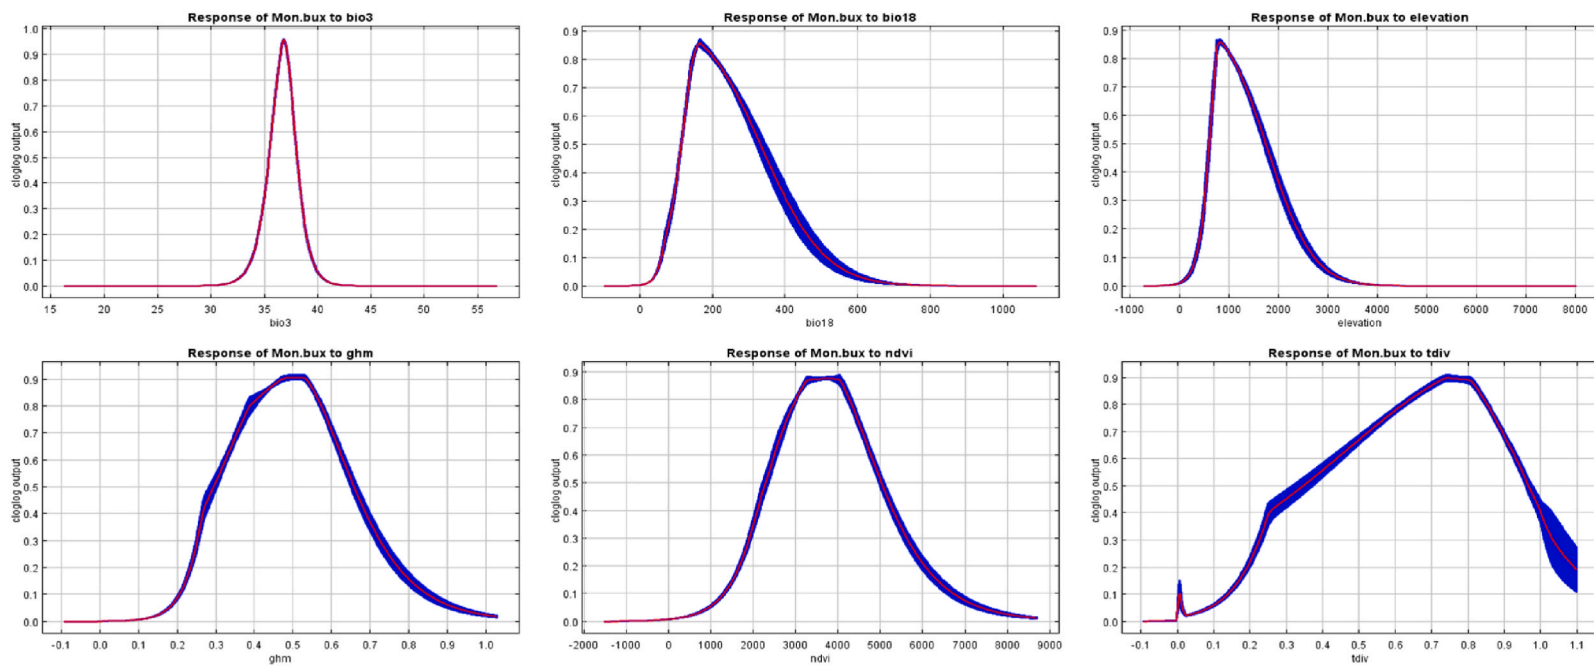 Response of Mon.bux to bio3
cloglog output
1.0
0.9
0.8
0.7
0.6
0.5
0.4
0.3
0.2
0.1
0.0
15 20 25 30 35 40 45 50 55
bio3
Response of Mon.bux to bio18
cloglog output
0.9
0.8
0.7
0.6
0.5
0.4
0.3
0.2
0.1
0.0
0 200 400 600 800 1000
bio18
Response of Mon.bux to elevation
cloglog output
0.9
0.8
0.7
0.6
0.5
0.4
0.3
0.2
0.1
0.0
-1000 0 1000 2000 3000 4000 5000 6000 7000 8000
elevation
Response of Mon.bux to ghm
cloglog output
0.9
0.8
0.7
0.6
0.5
0.4
0.3
0.2
0.1
0.0
-0.1 0.0 0.1 0.2 0.3 0.4 0.5 0.6 0.7 0.8 0.9 1.0
ghm
Response of Mon.bux to ndvi
cloglog output
0.9
0.8
0.7
0.6
0.5
0.4
0.3
0.2
0.1
0.0
-2000 -1000 0 1000 2000 3000 4000 5000 6000 7000 8000 9000
ndvi
Response of Mon.bux to tdiv
cloglog output
0.9
0.8
0.7
0.6
0.5
0.4
0.3
0.2
0.1
0.0
-0.1 0.0 0.1 0.2 0.3 0.4 0.5 0.6 0.7 0.8 0.9 1.0 1.1
tdiv